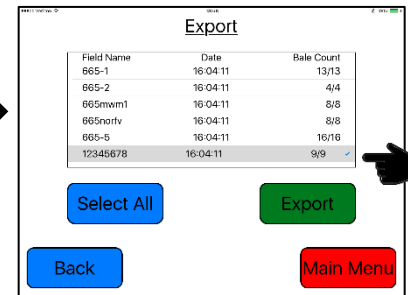 Export
Field Name Date Bale Count
665-1 16:04:11 13/13
665-2 16:04:11 4/4
665mwm1 16:04:11 8/8
665norfv 16:04:11 8/8
665-5 16:04:11 16/16
12345678 16:04:11 9/9 ✓
Select All Export
Back Main Menu